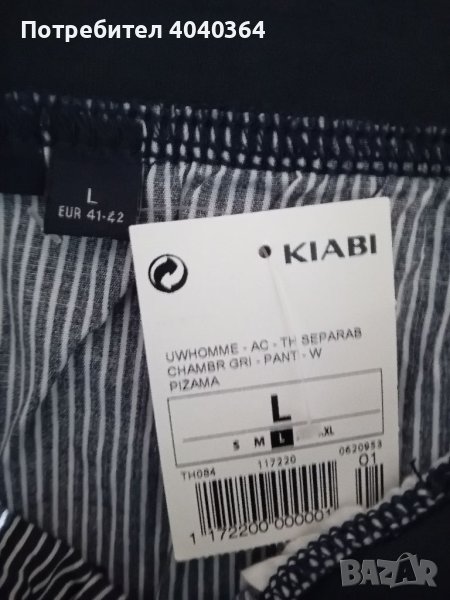 Потребител 4040364
L
EUR 41-42
KIABI
UWHOMME - AC - TH SEPARAB
CHAMBR GRI - PANT - W
PIZAMA
L
S M L XL
TH084 117220 0620953
01
1 172200 000001
BAZAR